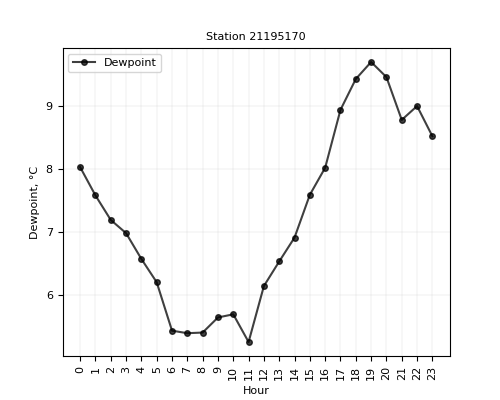 Station 21195170
Dewpoint
Dewpoint, °C
9
8
7
6
0 1 2 3 4 5 6 7 8 9 10 11 12 13 14 15 16 17 18 19 20 21 22 23
Hour